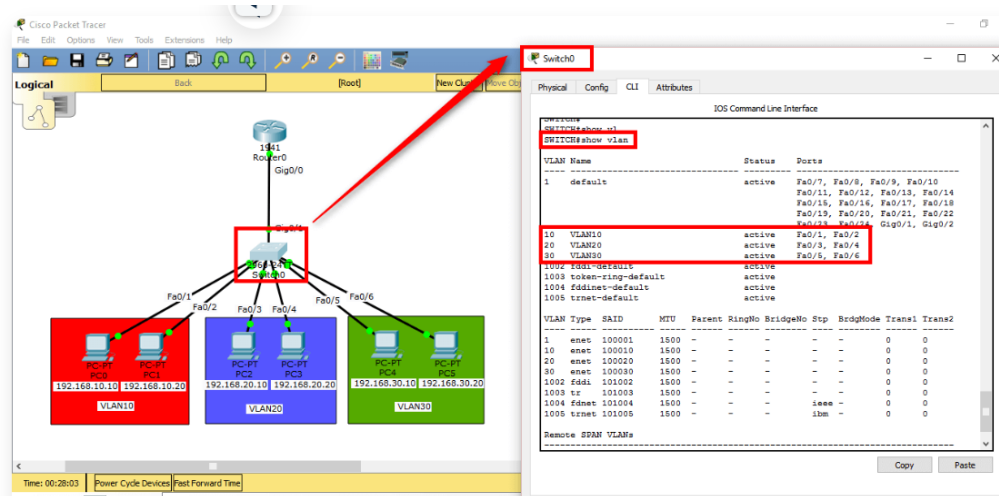 Cisco Packet Tracer
File Edit Options View Tools Extensions Help
Logical
Back
[Root]
New Cluster
Move Obj
1941
Router0
Gig0/0
Gig0/1
Switch0
Fa0/1
Fa0/2
Fa0/3
Fa0/4
Fa0/5
Fa0/6
PC-PT
PC0
PC-PT
PC1
PC-PT
PC2
PC-PT
PC3
PC-PT
PC4
PC-PT
PC5
192.168.10.10
192.168.10.20
192.168.20.10
192.168.20.20
192.168.30.10
192.168.30.20
VLAN10
VLAN20
VLAN30
Time: 00:28:03
Power Cycle Devices
Fast Forward Time
Switch0
Physical Config CLI Attributes
IOS Command Line Interface
SWITCH#show vl
SWITCH#show vlan
VLAN Name Status Ports
1 default active Fa0/7, Fa0/8, Fa0/9, Fa0/10
Fa0/11, Fa0/12, Fa0/13, Fa0/14
Fa0/15, Fa0/16, Fa0/17, Fa0/18
Fa0/19, Fa0/20, Fa0/21, Fa0/22
Fa0/23, Fa0/24, Gig0/1, Gig0/2
10 VLAN10 active Fa0/1, Fa0/2
20 VLAN20 active Fa0/3, Fa0/4
30 VLAN30 active Fa0/5, Fa0/6
1002 fddi-default active
1003 token-ring-default active
1004 fddinet-default active
1005 trnet-default active
VLAN Type SAID MTU Parent RingNo BridgeNo Stp BrdgMode Trans1 Trans2
1 enet 100001 1500 - - - - - 0 0
10 enet 100010 1500 - - - - - 0 0
20 enet 100020 1500 - - - - - 0 0
30 enet 100030 1500 - - - - - 0 0
1002 fddi 101002 1500 - - - - - 0 0
1003 tr 101003 1500 - - - - - 0 0
1004 fdnet 101004 1500 - - - ieee - 0 0
1005 trnet 101005 1500 - - - ibm - 0 0
Remote SPAN VLANs
Copy
Paste